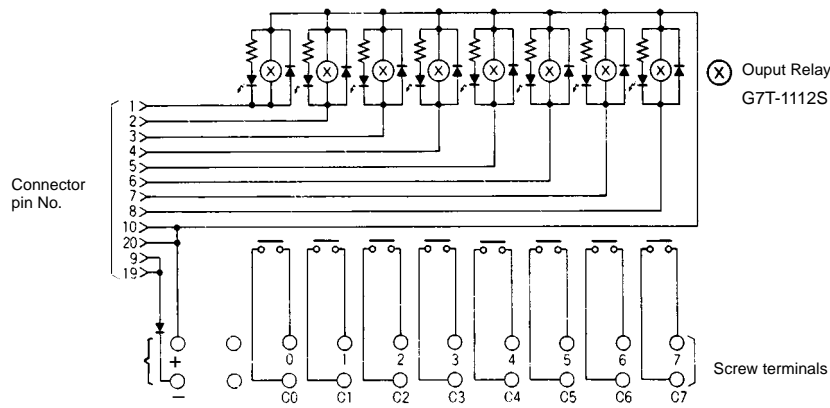 X X X X X X X X
X Ouput Relay
G7T-1112S
1
2
3
4
5
6
7
8
10
20
9
19
Connector
pin No.
+ 0 1 2 3 4 5 6 7
Screw terminals
− C0 C1 C2 C3 C4 C5 C6 C7